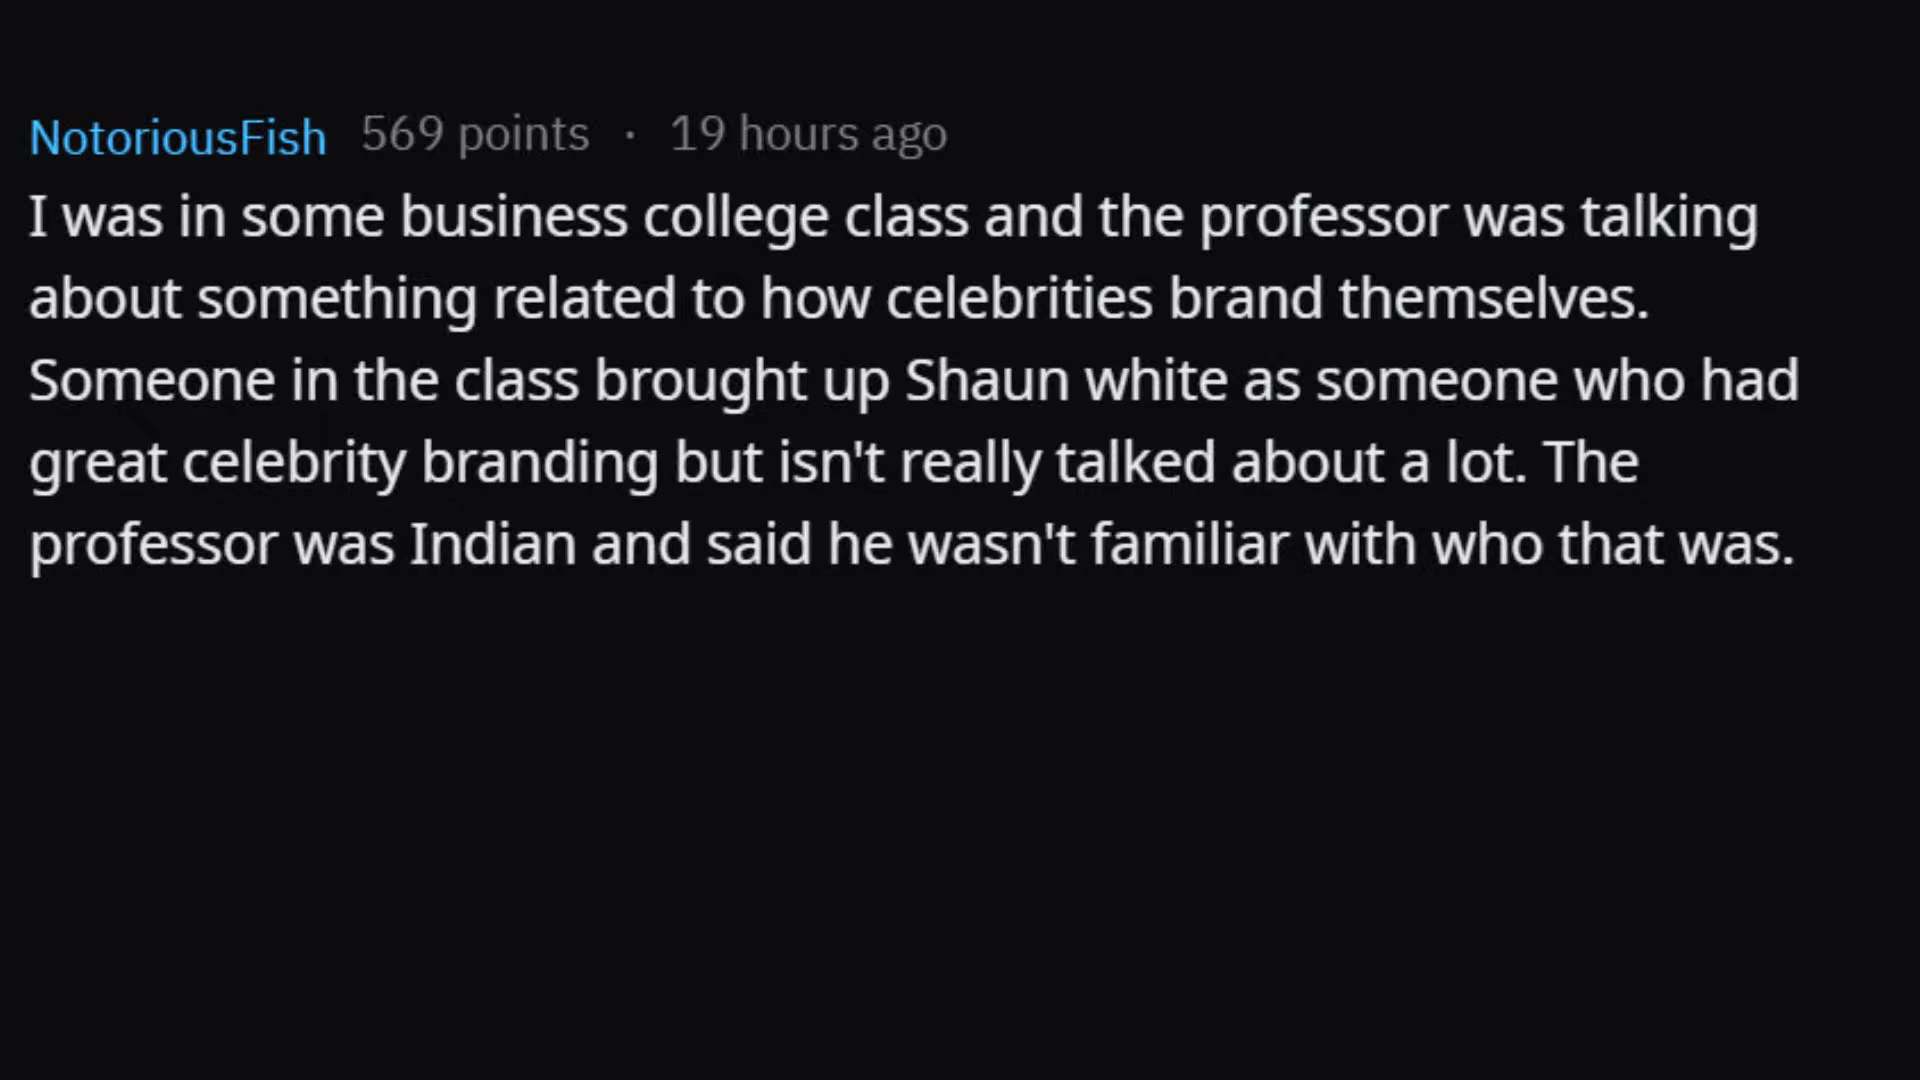 NotoriousFish 569 points · 19 hours ago
I was in some business college class and the professor was talking
about something related to how celebrities brand themselves.
Someone in the class brought up Shaun white as someone who had
great celebrity branding but isn't really talked about a lot. The
professor was Indian and said he wasn't familiar with who that was.